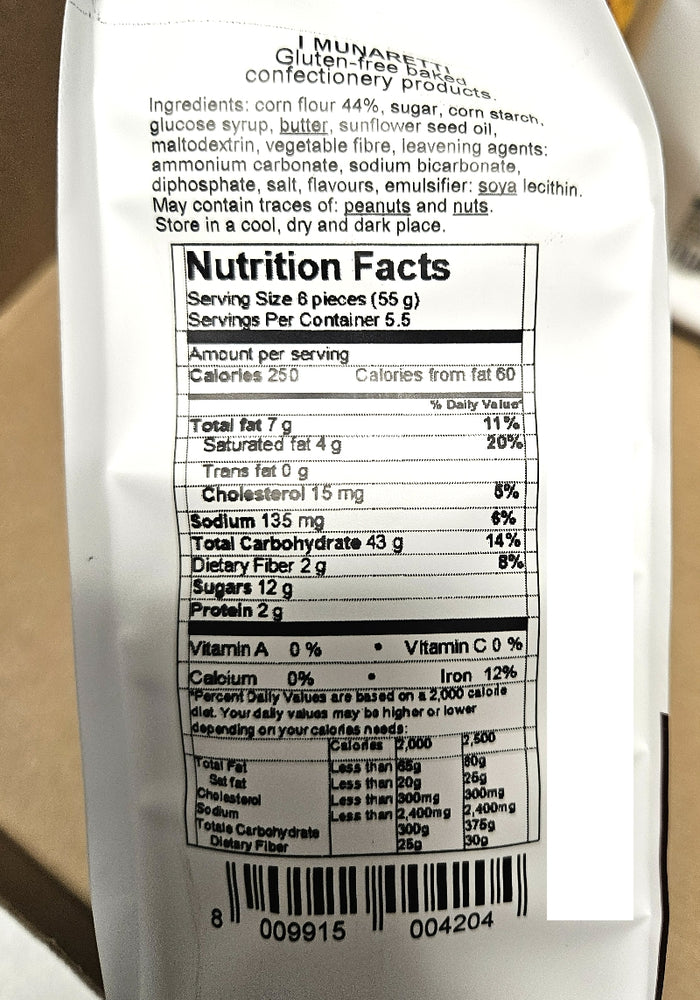 I MUNARETTI
Gluten-free baked
confectionery products.
Ingredients: corn flour 44%, sugar, corn starch,
glucose syrup, butter, sunflower seed oil,
maltodextrin, vegetable fibre, leavening agents:
ammonium carbonate, sodium bicarbonate,
diphosphate, salt, flavours, emulsifier: soya lecithin.
May contain traces of: peanuts and nuts.
Store in a cool, dry and dark place.
Nutrition Facts
Serving Size 6 pieces (55 g)
Servings Per Container 5.5
Amount per serving
Calories 250 Calories from fat 60
% Daily Value*
Total fat 7 g 11%
Saturated fat 4 g 20%
Trans fat 0 g
Cholesterol 15 mg 5%
Sodium 135 mg 6%
Total Carbohydrate 43 g 14%
Dietary Fiber 2 g 8%
Sugars 12 g
Protein 2 g
Vitamin A 0 % • Vitamin C 0 %
Calcium 0% • Iron 12%
*Percent Daily Values are based on a 2,000 calorie
diet. Your daily values may be higher or lower
depending on your calories needs:
Calories 2,000 2,500
Total Fat Less than 65g 80g
Sat fat Less than 20g 25g
Cholesterol Less than 300mg 300mg
Sodium Less than 2,400mg 2,400mg
Totale Carbohydrate 300g 375g
Dietary Fiber 25g 30g
8 009915 004204